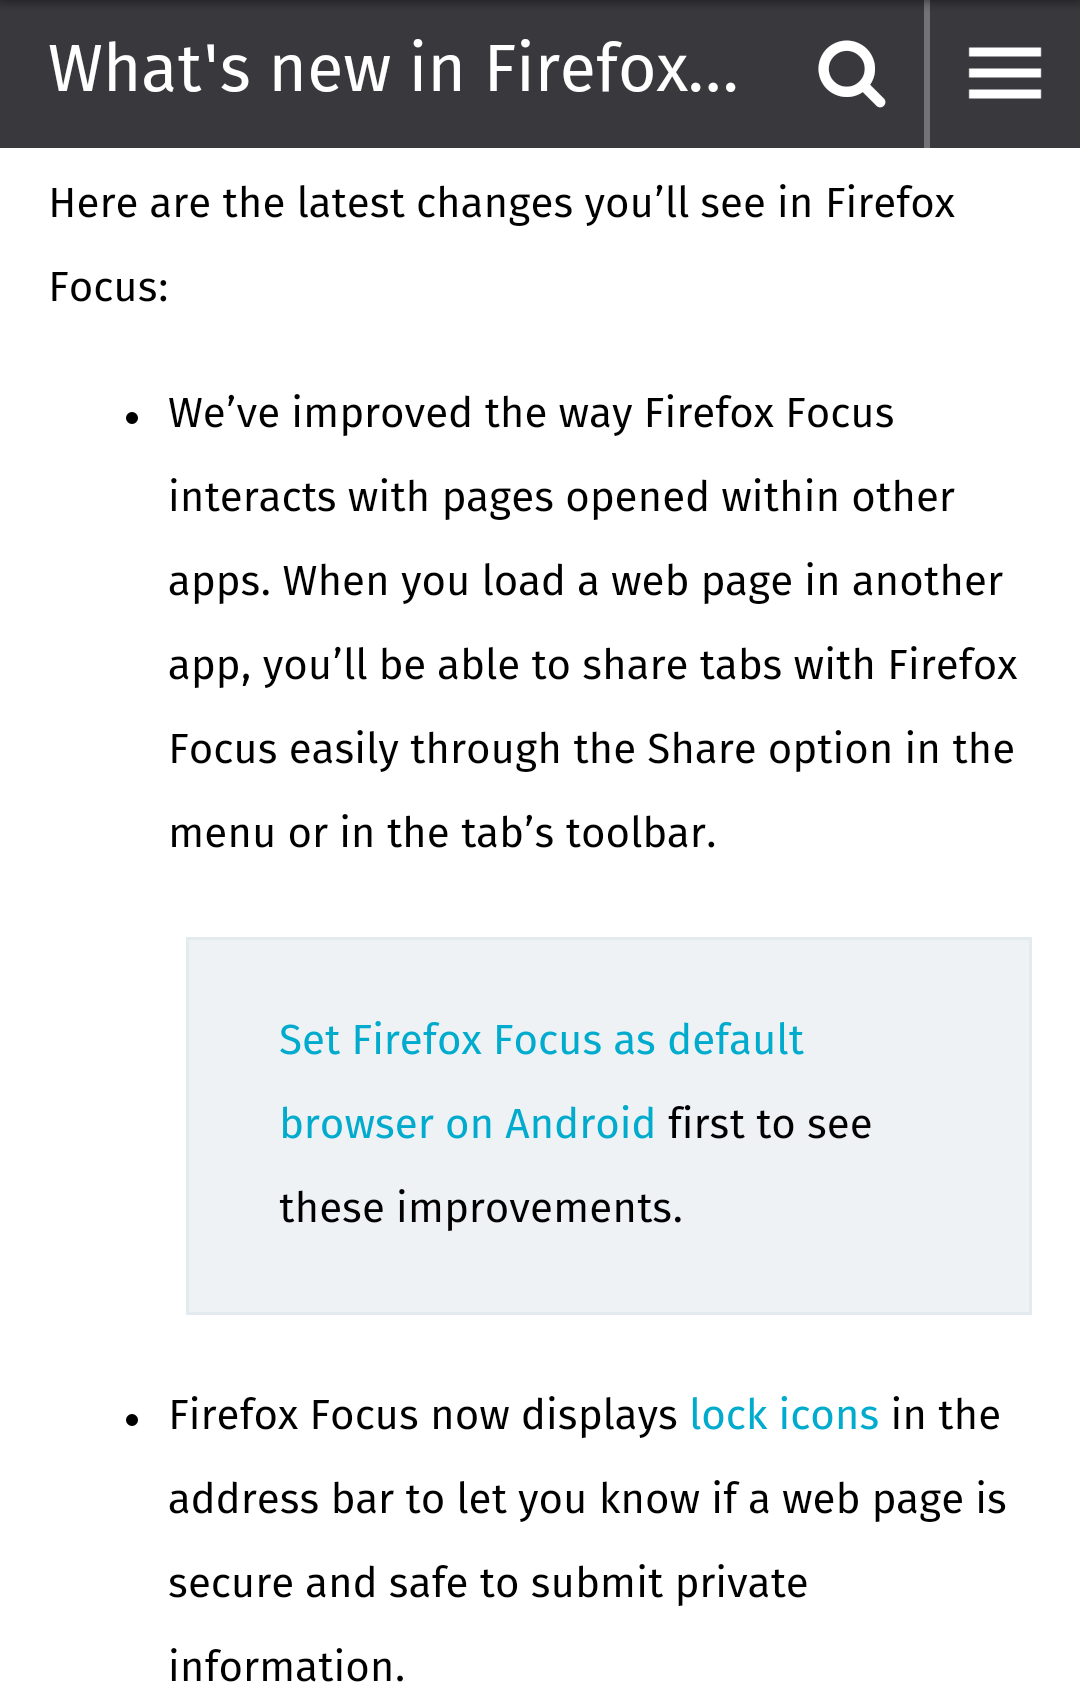 What's new in Firefox...
Here are the latest changes you’ll see in Firefox
Focus:
• We’ve improved the way Firefox Focus
interacts with pages opened within other
apps. When you load a web page in another
app, you’ll be able to share tabs with Firefox
Focus easily through the Share option in the
menu or in the tab’s toolbar.
Set Firefox Focus as default
browser on Android first to see
these improvements.
• Firefox Focus now displays lock icons in the
address bar to let you know if a web page is
secure and safe to submit private
information.